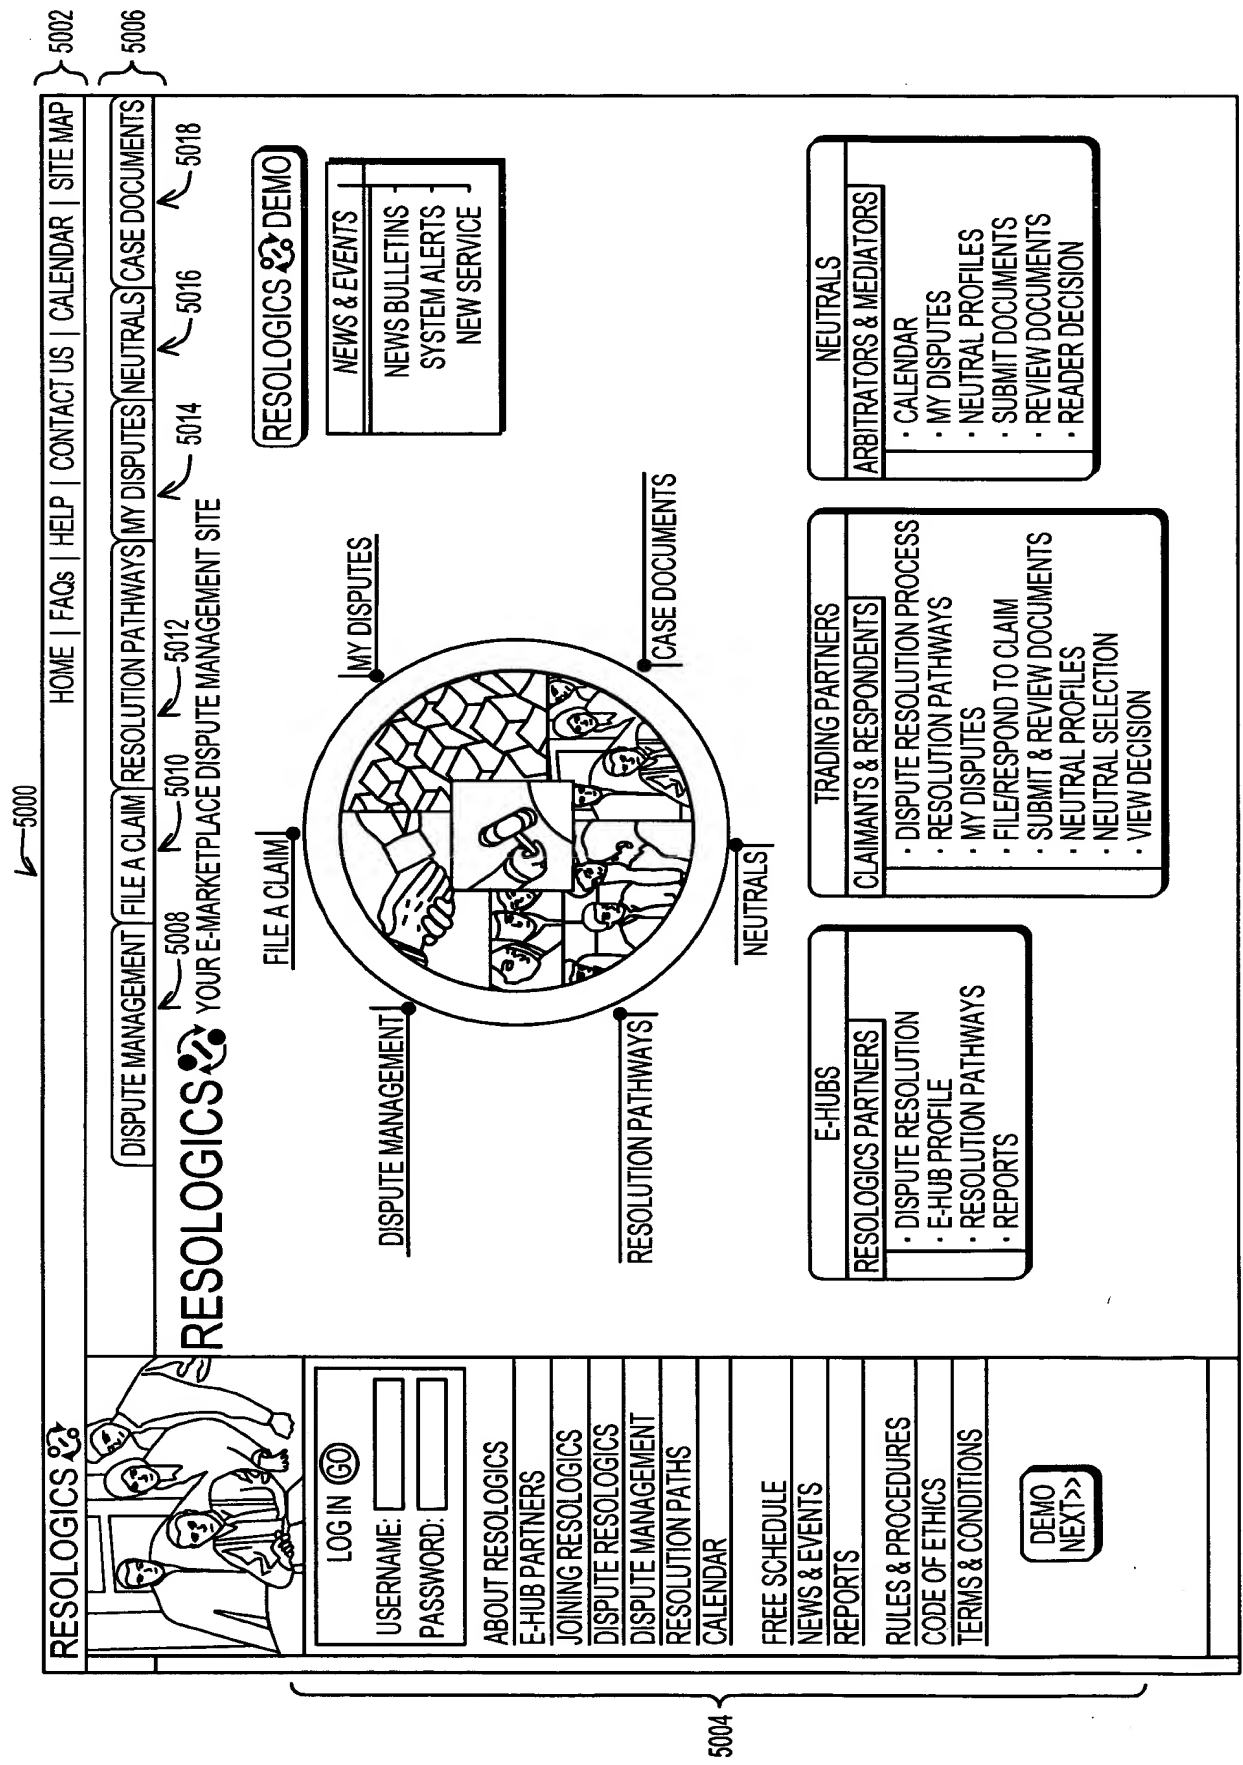 5000
RESOLOGICS
HOME | FAQs | HELP | CONTACT US | CALENDAR | SITE MAP
5002
DISPUTE MANAGEMENT FILE A CLAIM RESOLUTION PATHWAYS MY DISPUTES NEUTRALS CASE DOCUMENTS
5006
5008
5010
5012
5014
5016
5018
RESOLOGICS YOUR E-MARKETPLACE DISPUTE MANAGEMENT SITE
LOG IN GO
USERNAME:
PASSWORD:
ABOUT RESOLOGICS
E-HUB PARTNERS
JOINING RESOLOGICS
DISPUTE RESOLOGICS
DISPUTE MANAGEMENT
RESOLUTION PATHS
CALENDAR
FREE SCHEDULE
NEWS & EVENTS
REPORTS
RULES & PROCEDURES
CODE OF ETHICS
TERMS & CONDITIONS
DEMO
NEXT>>
5004
FILE A CLAIM
DISPUTE MANAGEMENT
MY DISPUTES
RESOLUTION PATHWAYS
CASE DOCUMENTS
NEUTRALS
RESOLOGICS DEMO
NEWS & EVENTS
NEWS BULLETINS
SYSTEM ALERTS
NEW SERVICE
E-HUBS
RESOLOGICS PARTNERS
· DISPUTE RESOLUTION
· E-HUB PROFILE
· RESOLUTION PATHWAYS
· REPORTS
TRADING PARTNERS
CLAIMANTS & RESPONDENTS
· DISPUTE RESOLUTION PROCESS
· RESOLUTION PATHWAYS
· MY DISPUTES
· FILE/RESPOND TO CLAIM
· SUBMIT & REVIEW DOCUMENTS
· NEUTRAL PROFILES
· NEUTRAL SELECTION
· VIEW DECISION
NEUTRALS
ARBITRATORS & MEDIATORS
· CALENDAR
· MY DISPUTES
· NEUTRAL PROFILES
· SUBMIT DOCUMENTS
· REVIEW DOCUMENTS
· READER DECISION